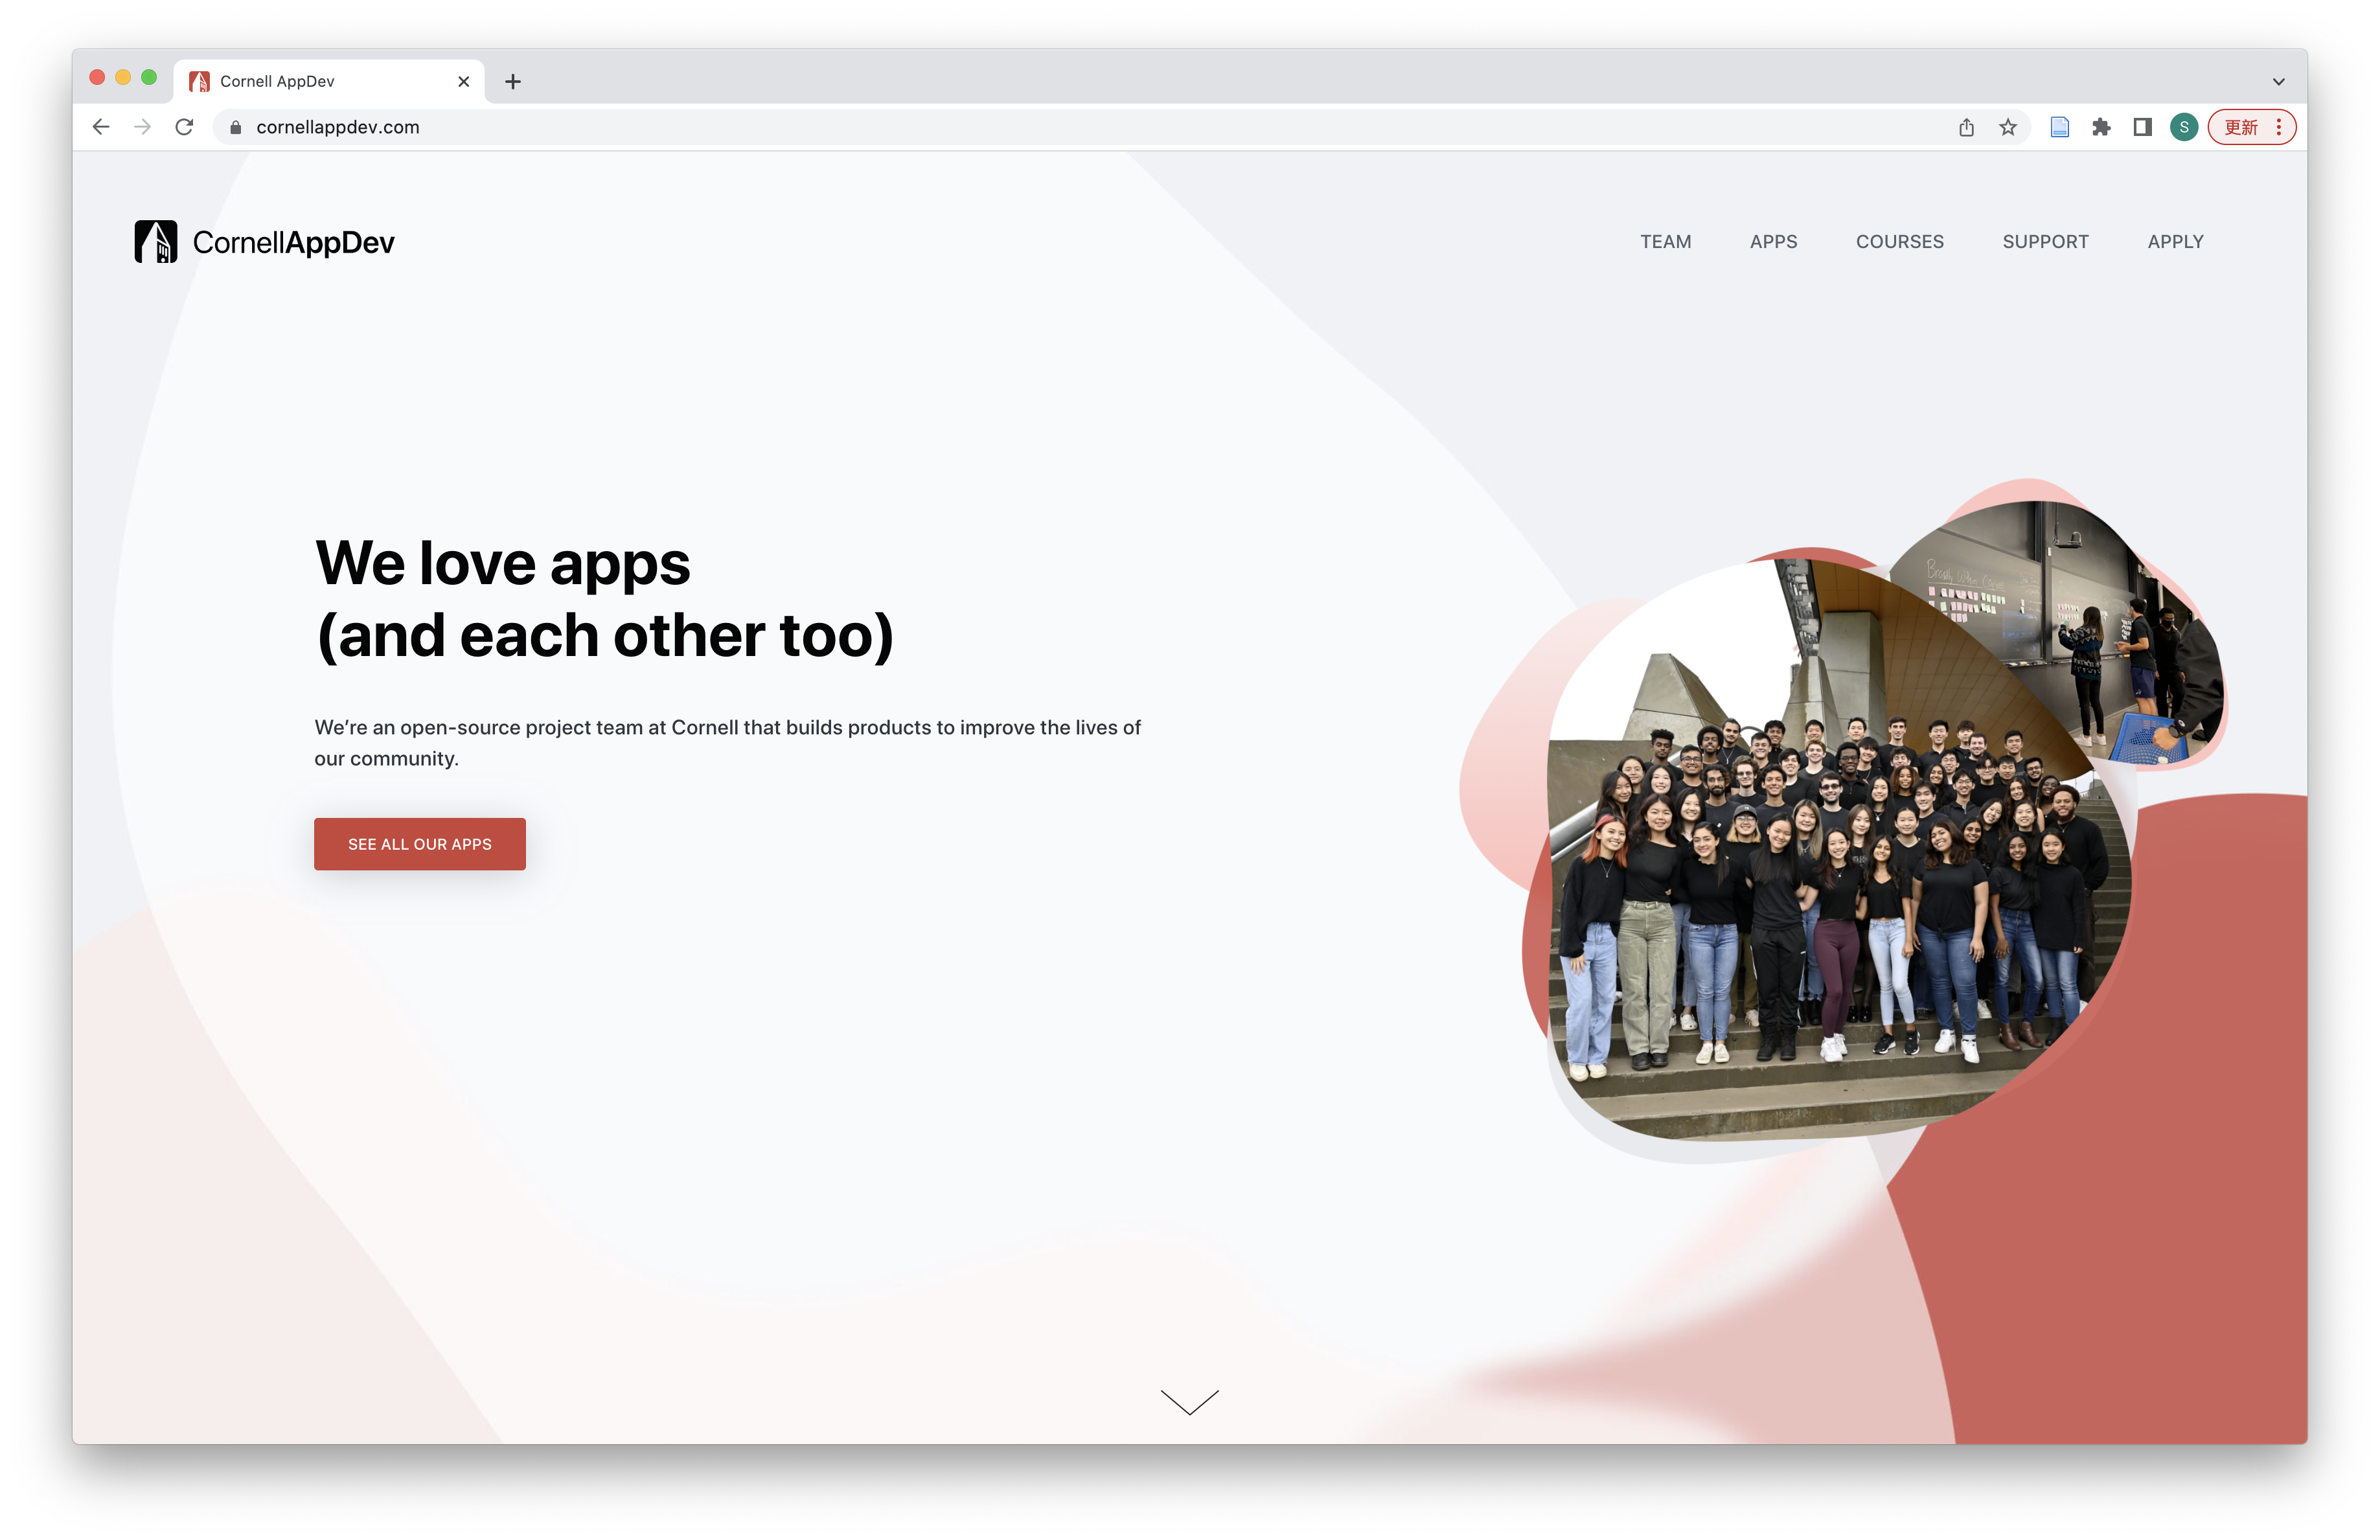 Cornell AppDev
cornellappdev.com
S
更新
CornellAppDev
TEAM
APPS
COURSES
SUPPORT
APPLY
We love apps
(and each other too)
We’re an open-source project team at Cornell that builds products to improve the lives of
our community.
SEE ALL OUR APPS